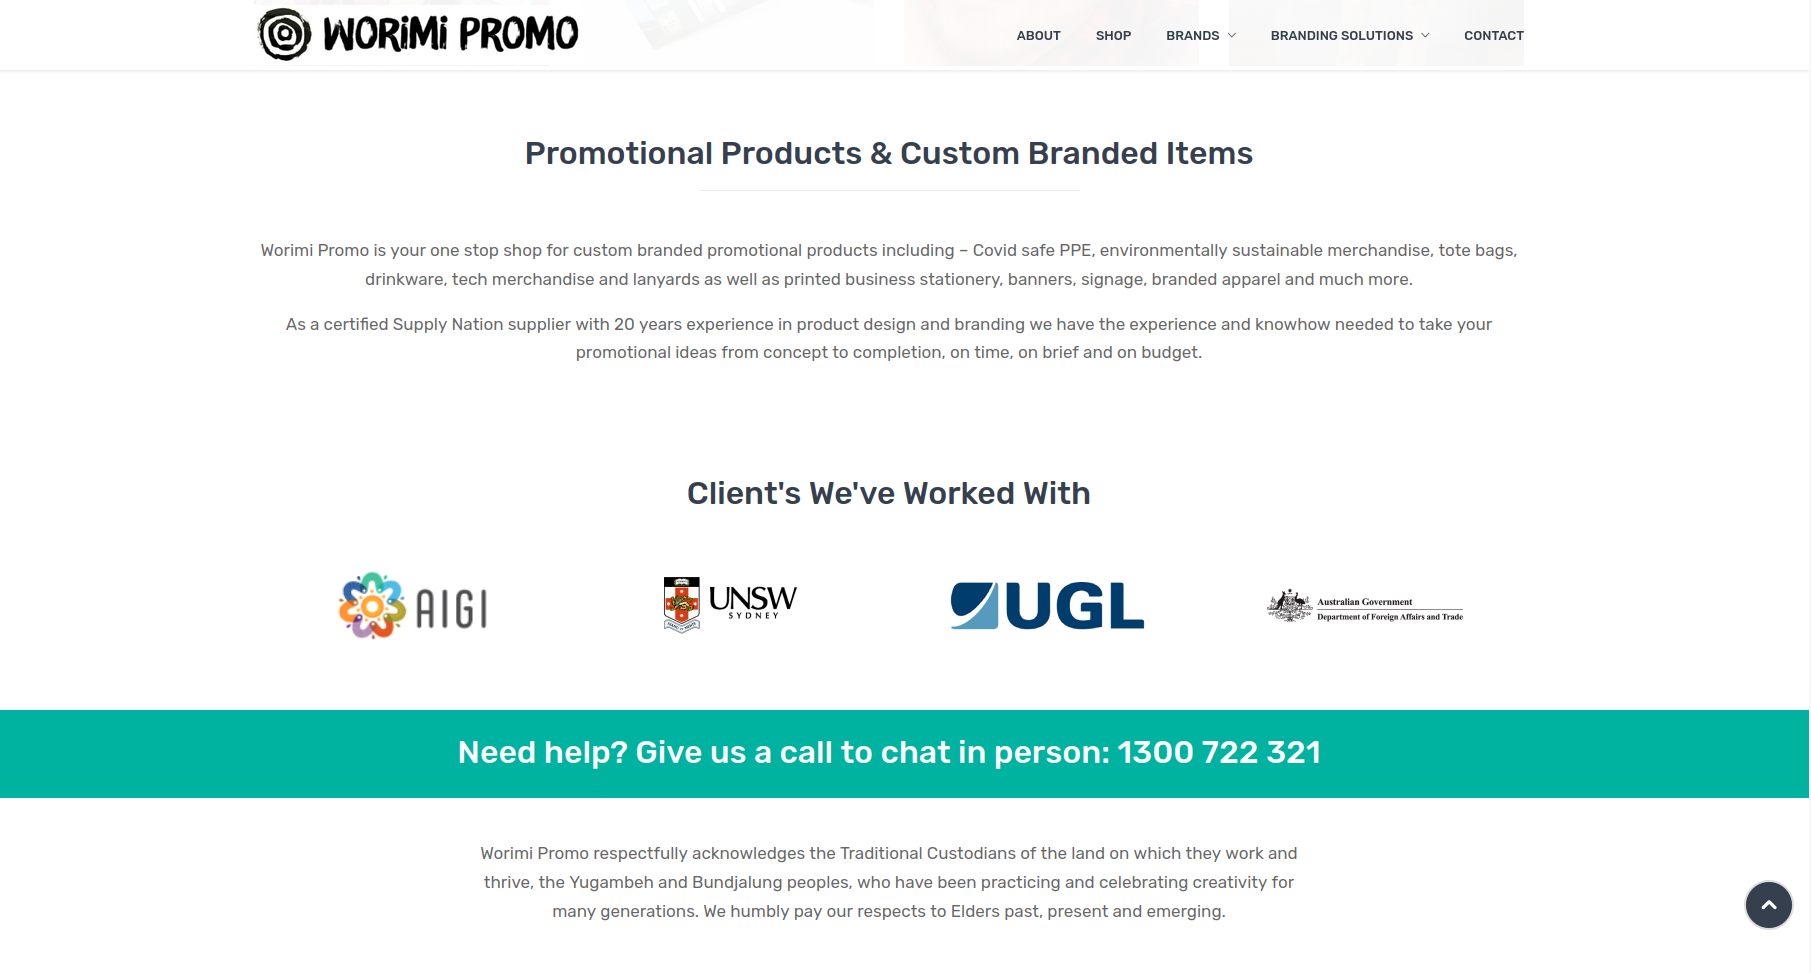 WORiMi PROMO
ABOUT SHOP BRANDS BRANDING SOLUTIONS CONTACT
Promotional Products & Custom Branded Items
Worimi Promo is your one stop shop for custom branded promotional products including – Covid safe PPE, environmentally sustainable merchandise, tote bags,
drinkware, tech merchandise and lanyards as well as printed business stationery, banners, signage, branded apparel and much more.
As a certified Supply Nation supplier with 20 years experience in product design and branding we have the experience and knowhow needed to take your
promotional ideas from concept to completion, on time, on brief and on budget.
Client's We've Worked With
AIGI
UNSW
SYDNEY
UGL
Australian Government
Department of Foreign Affairs and Trade
Need help? Give us a call to chat in person: 1300 722 321
Worimi Promo respectfully acknowledges the Traditional Custodians of the land on which they work and
thrive, the Yugambeh and Bundjalung peoples, who have been practicing and celebrating creativity for
many generations. We humbly pay our respects to Elders past, present and emerging.